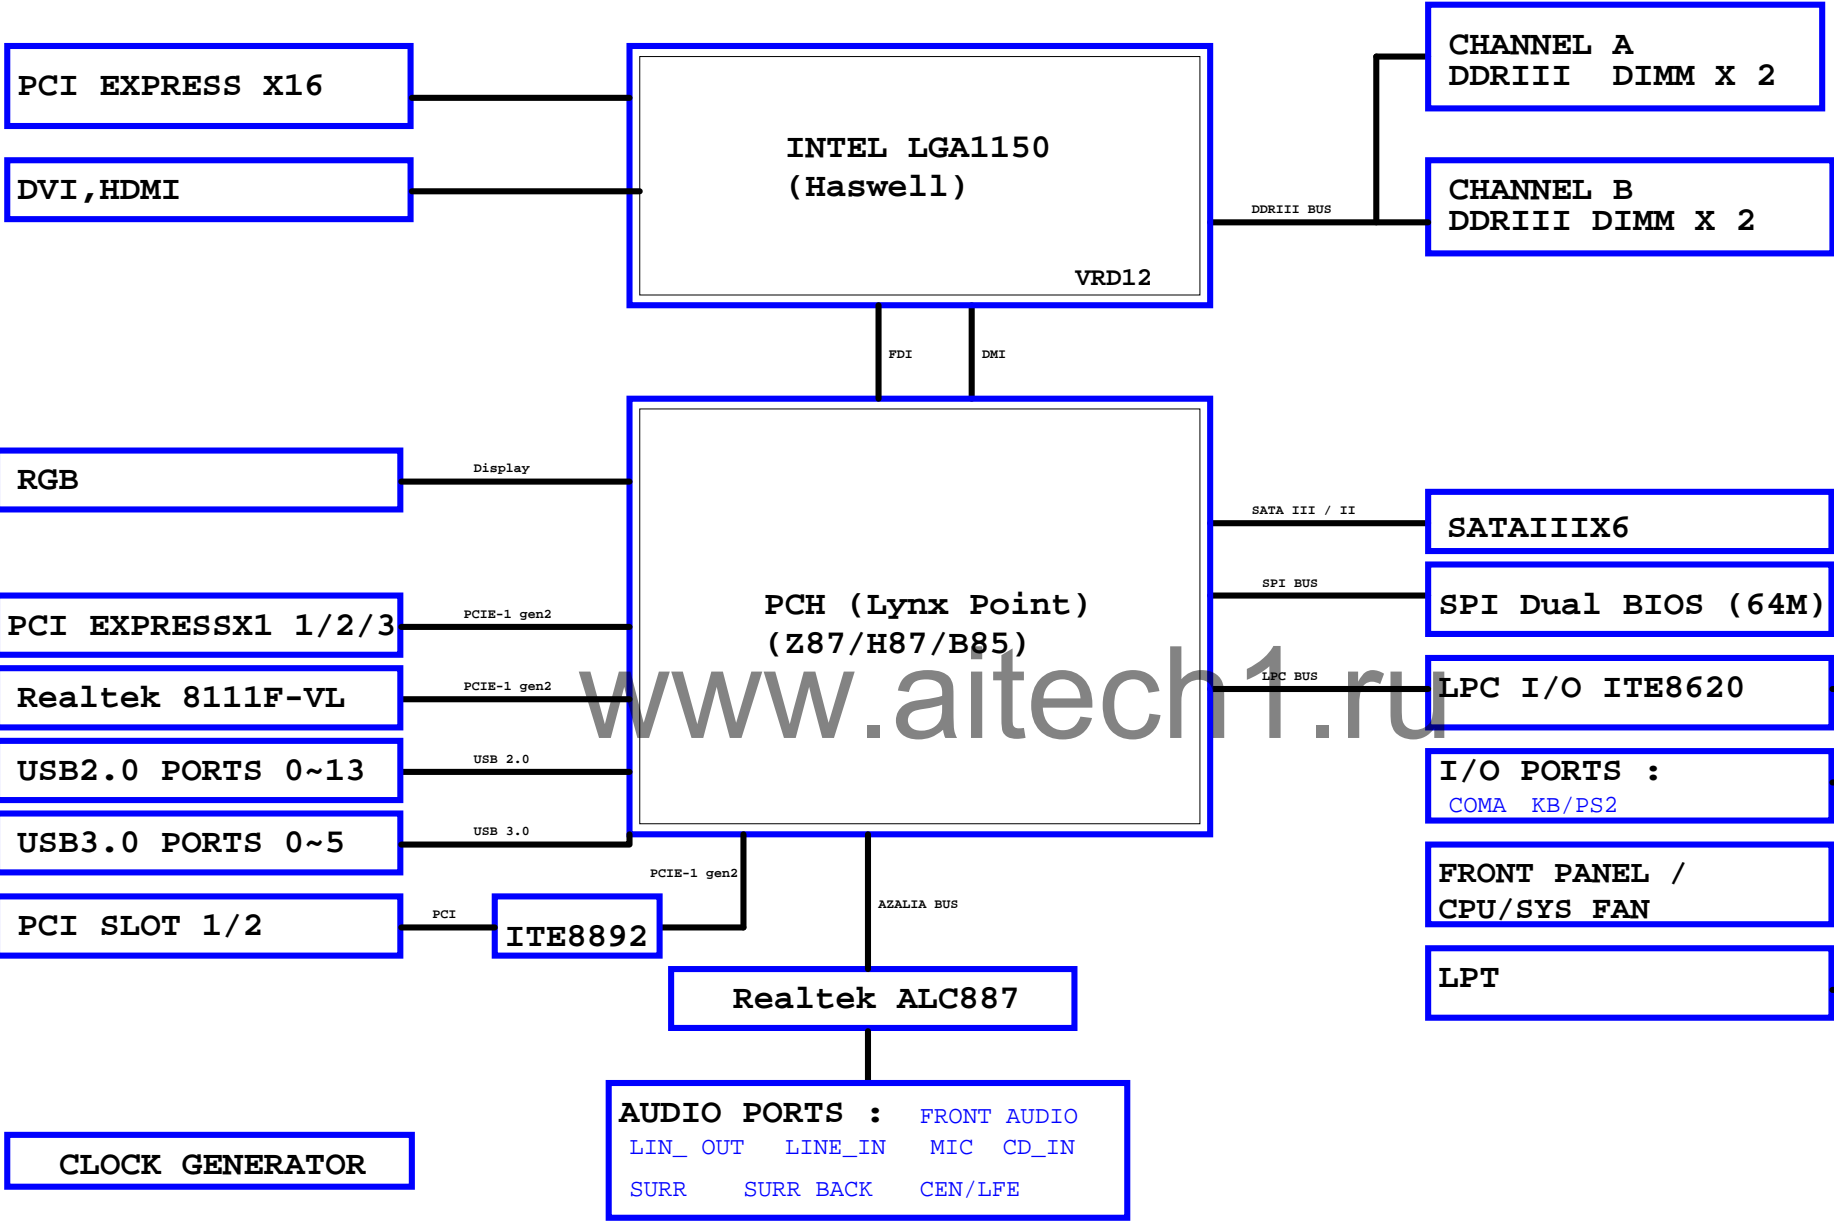 PCI EXPRESS X16
DVI,HDMI
INTEL LGA1150
(Haswell)
VRD12
DDRIII BUS
CHANNEL A
DDRIII DIMM X 2
CHANNEL B
DDRIII DIMM X 2
FDI
DMI
RGB
Display
PCI EXPRESSX1 1/2/3
PCIE-1 gen2
Realtek 8111F-VL
PCIE-1 gen2
USB2.0 PORTS 0~13
USB 2.0
USB3.0 PORTS 0~5
USB 3.0
PCI SLOT 1/2
PCI
ITE8892
PCIE-1 gen2
PCH (Lynx Point)
(Z87/H87/B85)
www.aitech1.ru
SATA III / II
SATAIIIX6
SPI BUS
SPI Dual BIOS (64M)
LPC BUS
LPC I/O ITE8620
I/O PORTS :
COMA KB/PS2
FRONT PANEL /
CPU/SYS FAN
LPT
AZALIA BUS
Realtek ALC887
AUDIO PORTS : FRONT AUDIO
LIN_ OUT LINE_IN MIC CD_IN
SURR SURR BACK CEN/LFE
CLOCK GENERATOR